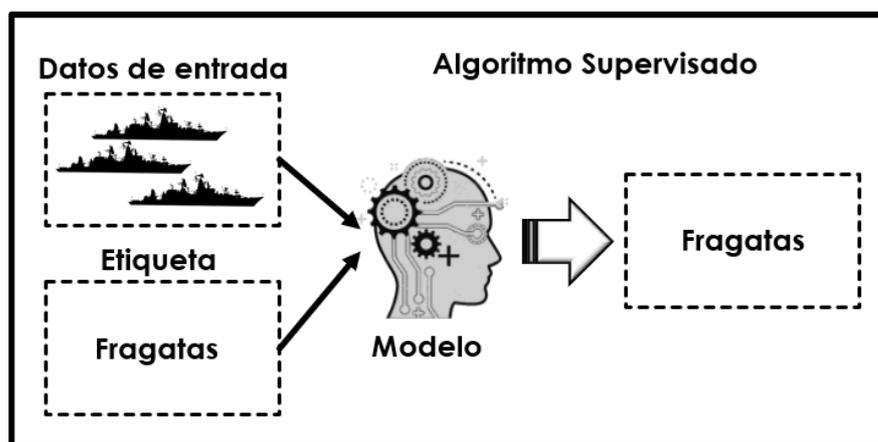 Datos de entrada
Algoritmo Supervisado
Etiqueta
Fragatas
Modelo
Fragatas